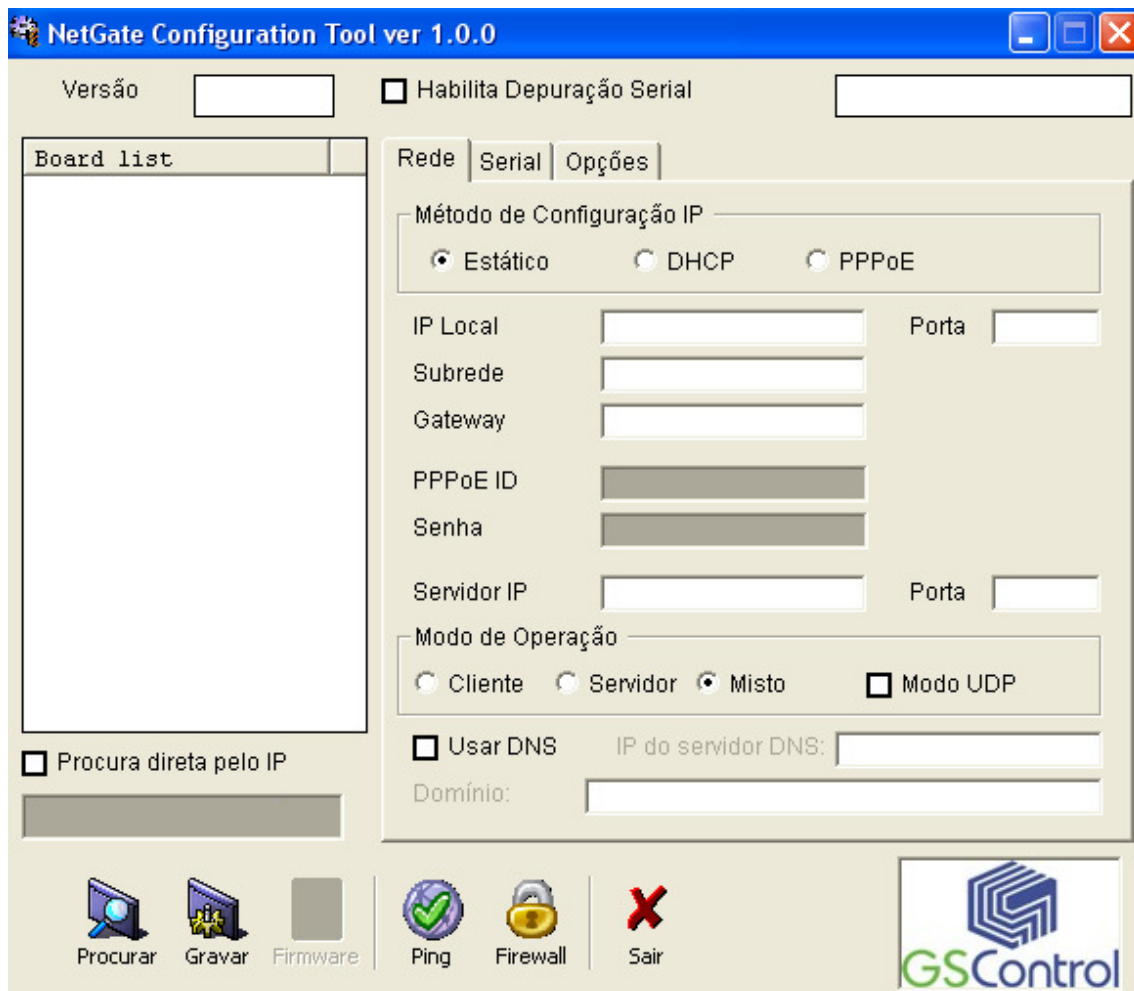 NetGate Configuration Tool ver 1.0.0
Versão
Habilita Depuração Serial
Board list
Rede Serial Opções
Método de Configuração IP
Estático DHCP PPPoE
IP Local Porta
Subrede
Gateway
PPPoE ID
Senha
Servidor IP Porta
Modo de Operação
Cliente Servidor Misto Modo UDP
Usar DNS IP do servidor DNS:
Domínio:
Procura direta pelo IP
Procurar Gravar Firmware Ping Firewall Sair
GSControl